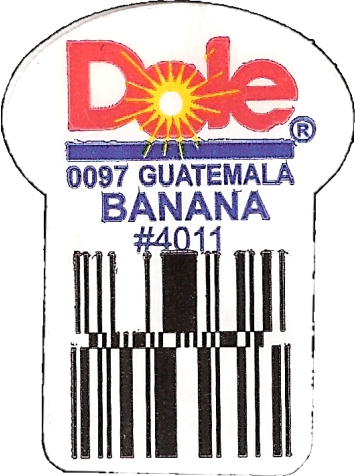 Dole®
0097 GUATEMALA
BANANA
#4011